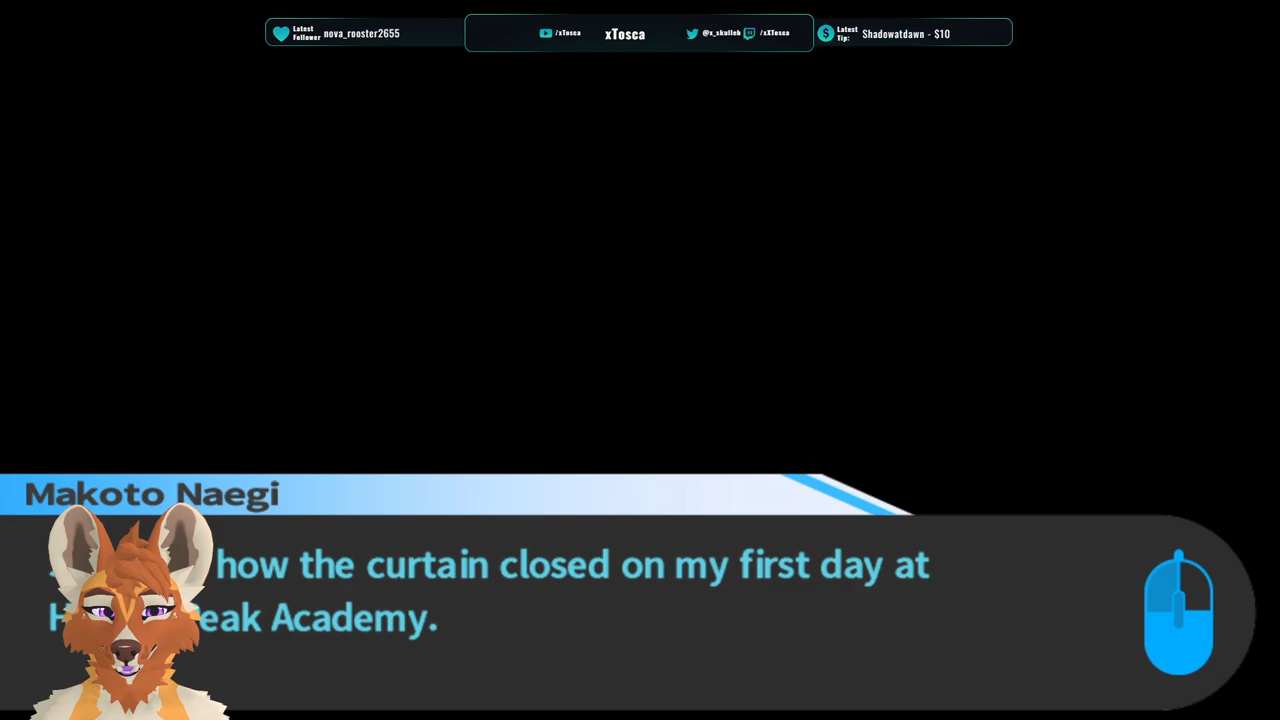 Latest
Follower
nova_rooster2655
/xTosca
xTosca
@x_skulleh
/xXTosca
Latest
Tip:
Shadowatdawn - $10
Makoto Naegi
how the curtain closed on my first day at
eak Academy.